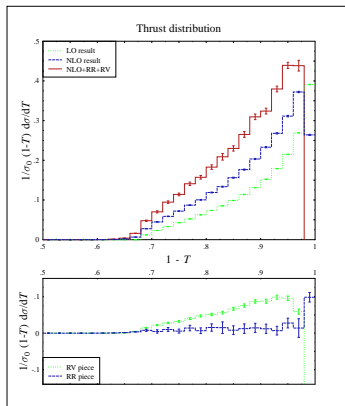 Thrust distribution
LO result
NLO result
NLO+RR+RV
.5
.4
.3
.2
.1
0
1/σ₀ (1-T) dσ/dT
.5 .6 .7 .8 .9 1
1 - T
.5 .6 .7 .8 .9 1
.1
0
.1
1/σ₀ (1-T) dσ/dT
RV piece
RR piece